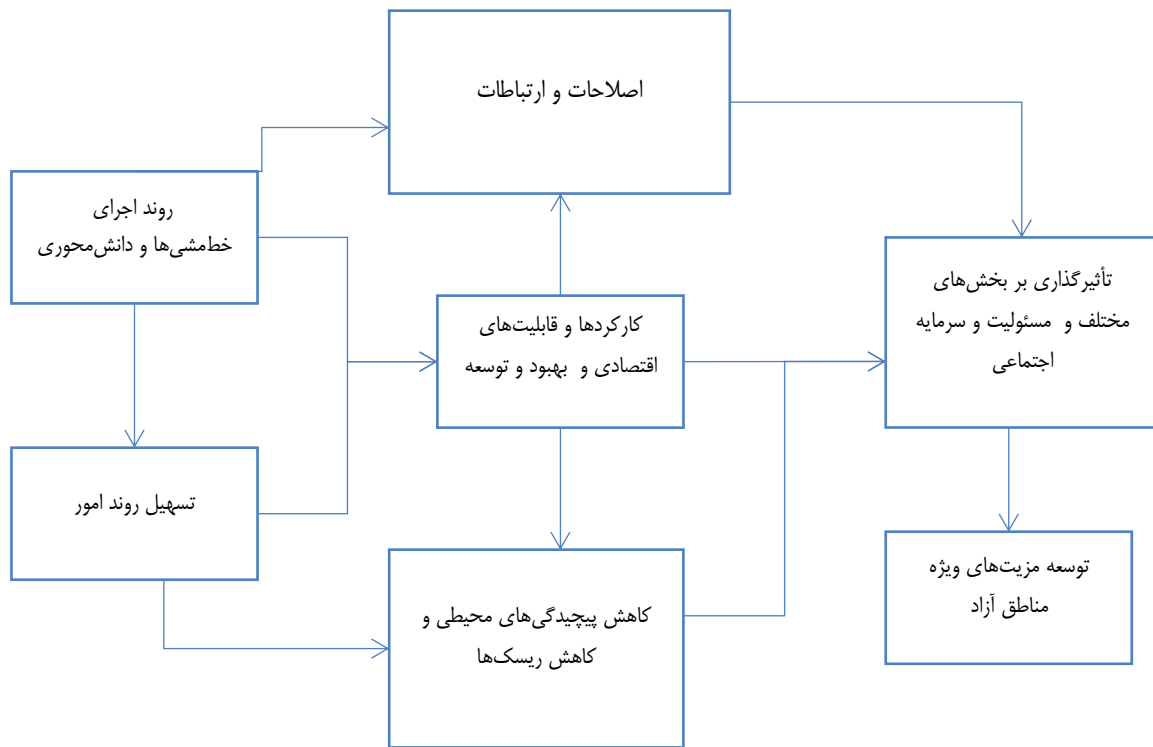 اصلاحات و ارتباطات
روند اجرای
خط‌مشی‌ها و دانش‌محوری
تأثیرگذاری بر بخش‌های
مختلف و مسئولیت و سرمایه
اجتماعی
کارکردها و قابلیت‌های
اقتصادی و بهبود و توسعه
تسهیل روند امور
توسعه مزیت‌های ویژه
مناطق آزاد
کاهش پیچیدگی‌های محیطی و
کاهش ریسک‌ها